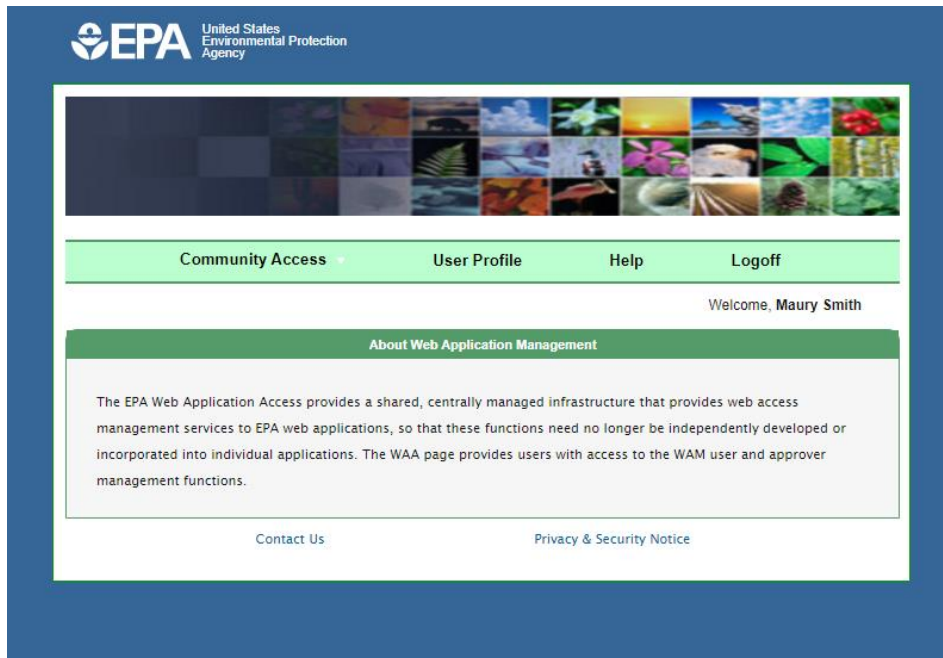 EPA
United States
Environmental Protection
Agency
Community Access User Profile Help Logoff
Welcome, Maury Smith
About Web Application Management
The EPA Web Application Access provides a shared, centrally managed infrastructure that provides web access
management services to EPA web applications, so that these functions need no longer be independently developed or
incorporated into individual applications. The WAA page provides users with access to the WAM user and approver
management functions.
Contact Us Privacy & Security Notice